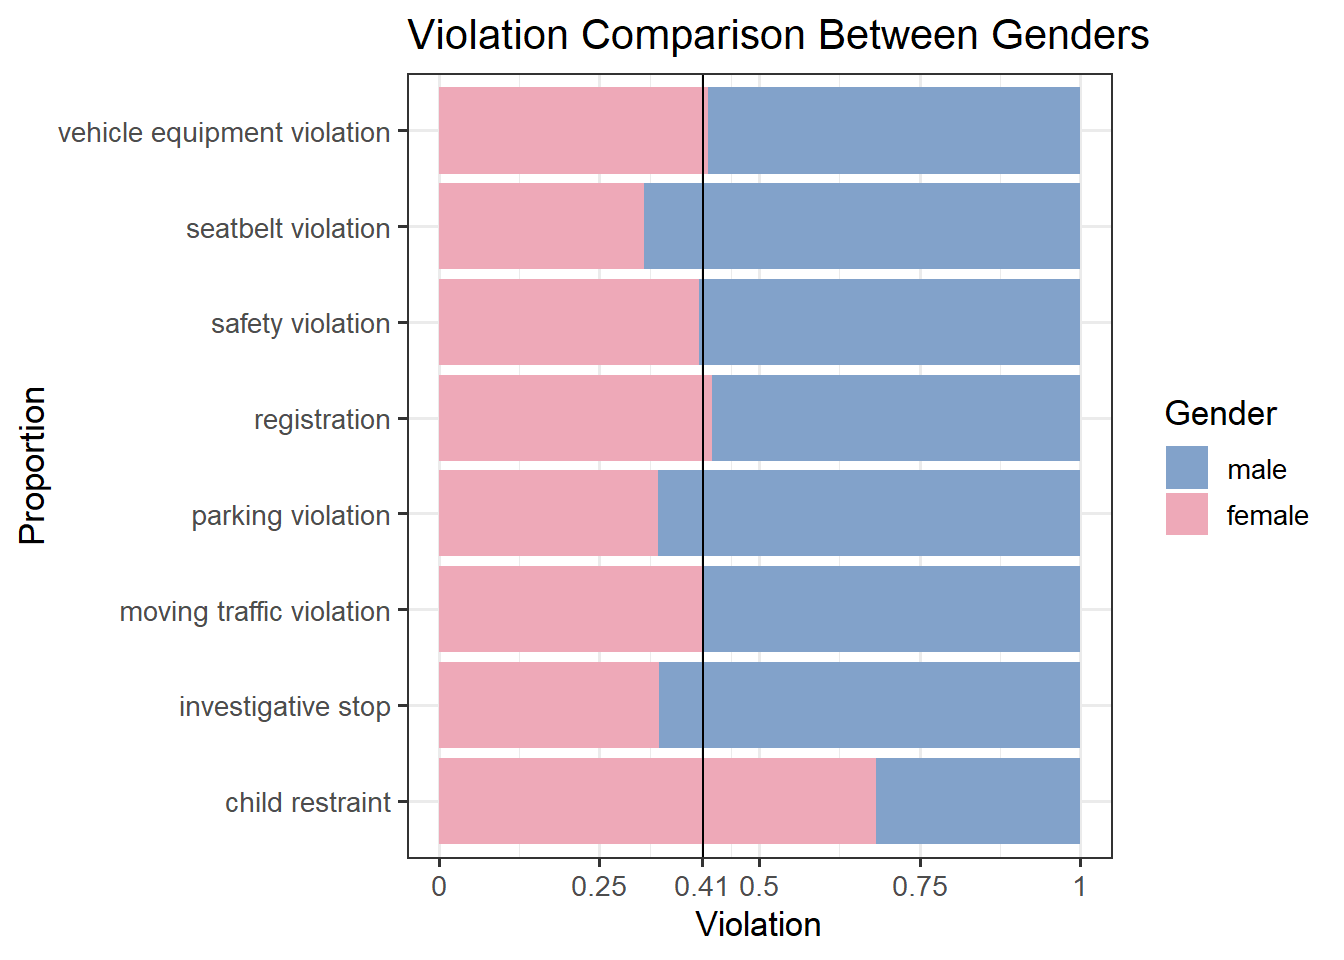 Violation Comparison Between Genders
vehicle equipment violation
seatbelt violation
safety violation
registration
parking violation
moving traffic violation
investigative stop
child restraint
Proportion
0 0.25 0.41 0.5 0.75 1
Violation
Gender
male
female